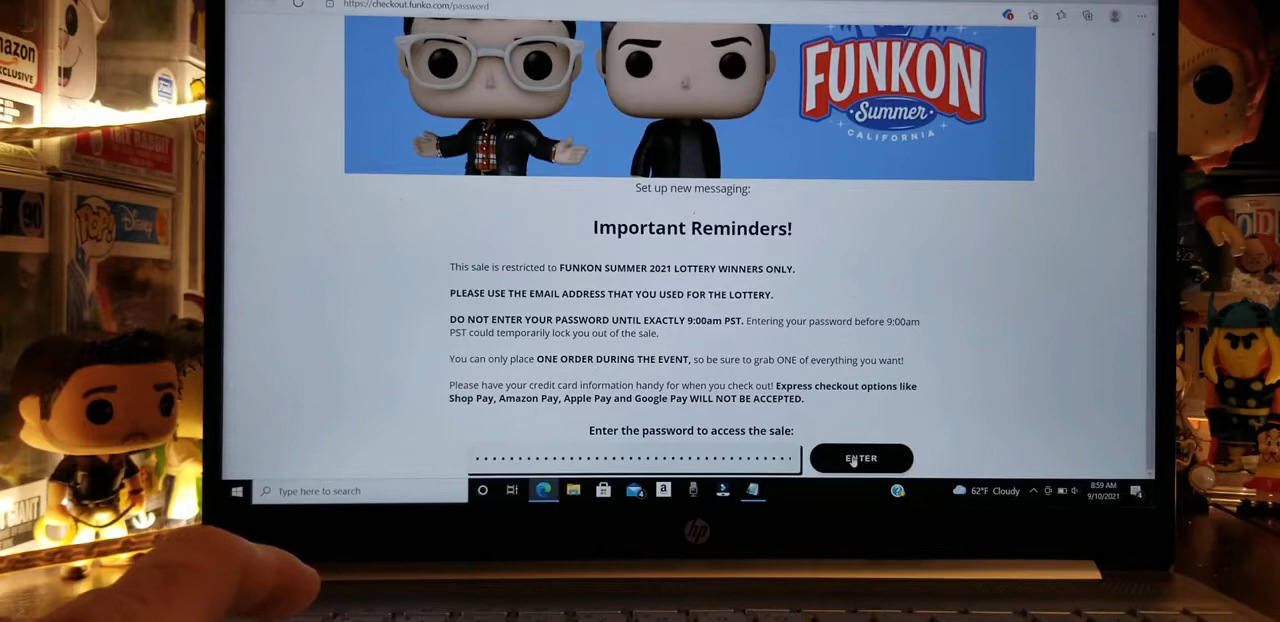 https://checkout.funko.com/password
mazon
EXCLUSIVE
FUNKON
Summer
CALIFORNIA
Set up new messaging:
Important Reminders!
This sale is restricted to FUNKON SUMMER 2021 LOTTERY WINNERS ONLY.
PLEASE USE THE EMAIL ADDRESS THAT YOU USED FOR THE LOTTERY.
DO NOT ENTER YOUR PASSWORD UNTIL EXACTLY 9:00am PST. Entering your password before 9:00am
PST could temporarily lock you out of the sale.
You can only place ONE ORDER DURING THE EVENT, so be sure to grab ONE of everything you want!
Please have your credit card information handy for when you check out! Express checkout options like
Shop Pay, Amazon Pay, Apple Pay and Google Pay WILL NOT BE ACCEPTED.
Enter the password to access the sale:
ENTER
Type here to search
a
4
62°F Cloudy
8:59 AM
9/10/2021
4
hp
RABBIT
90
POP!
Disney